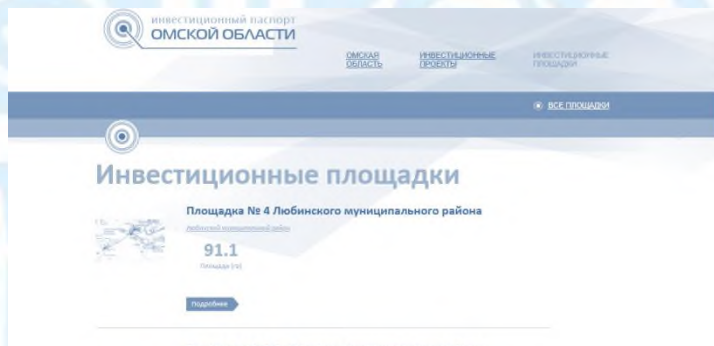 инвестиционный паспорт
ОМСКОЙ ОБЛАСТИ
ОМСКАЯ
ОБЛАСТЬ
ИНВЕСТИЦИОННЫЕ
ПРОЕКТЫ
ИНВЕСТИЦИОННЫЕ
ПЛОЩАДКИ
ВСЕ ПЛОЩАДКИ
Инвестиционные площадки
Площадка № 4 Любинского муниципального района
Любинский муниципальный район
91.1
Площадь (га)
Подробнее